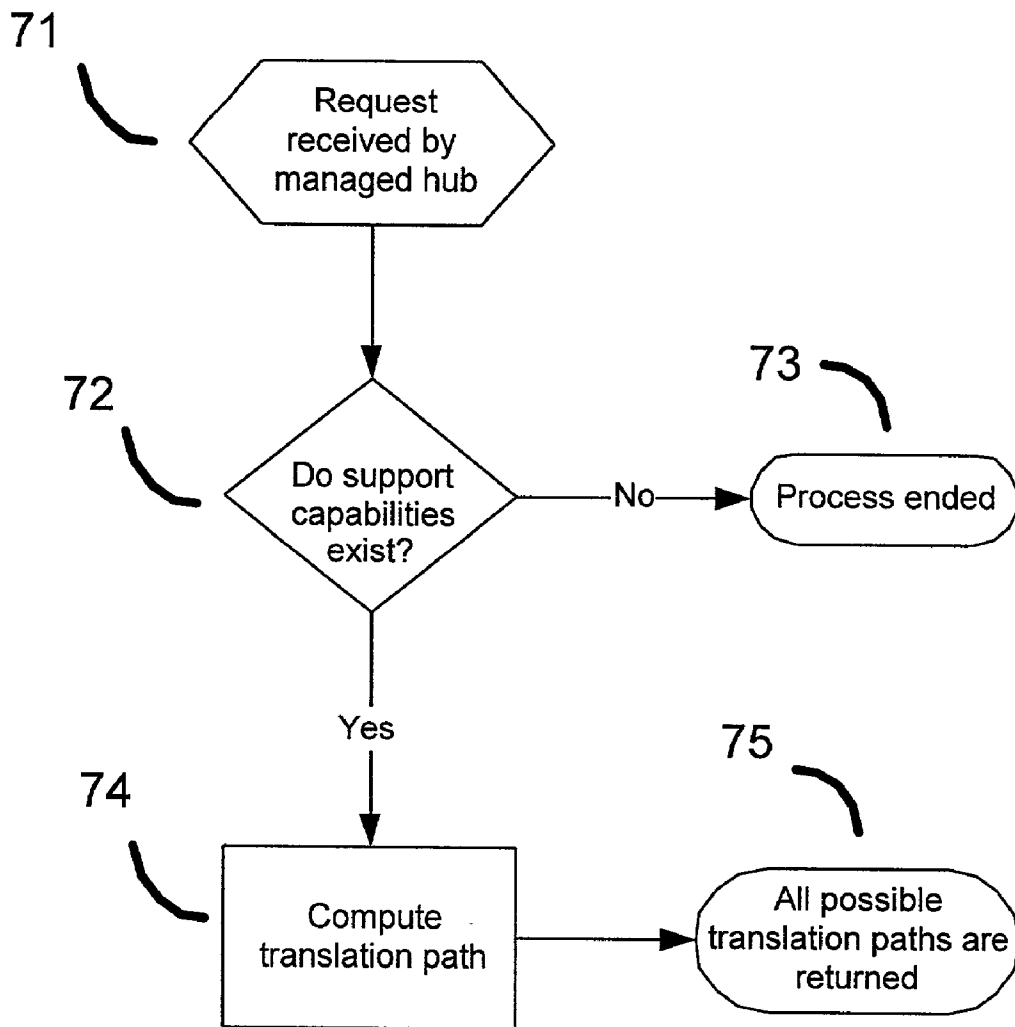 71
Request
received by
managed hub
72
Do support
capabilities
exist?
No
73
Process ended
Yes
74
Compute
translation path
75
All possible
translation paths are
returned